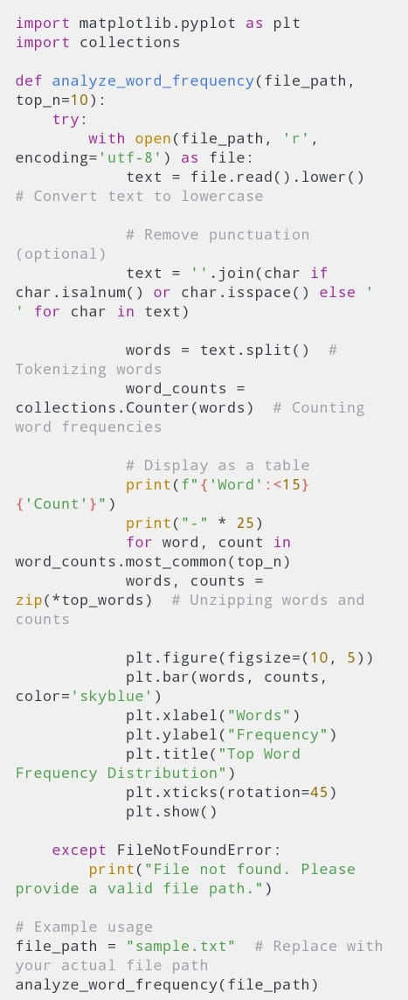 import matplotlib.pyplot as plt
import collections

def analyze_word_frequency(file_path,
top_n=10):
    try:
        with open(file_path, 'r',
encoding='utf-8') as file:
            text = file.read().lower()
# Convert text to lowercase

            # Remove punctuation
(optional)
            text = ''.join(char if
char.isalnum() or char.isspace() else '
' for char in text)

            words = text.split()  #
Tokenizing words
            word_counts =
collections.Counter(words)  # Counting
word frequencies

            # Display as a table
            print(f"{'Word':<15}
{'Count'}")
            print("-" * 25)
            for word, count in
word_counts.most_common(top_n)
            words, counts =
zip(*top_words)  # Unzipping words and
counts

            plt.figure(figsize=(10, 5))
            plt.bar(words, counts,
color='skyblue')
            plt.xlabel("Words")
            plt.ylabel("Frequency")
            plt.title("Top Word
Frequency Distribution")
            plt.xticks(rotation=45)
            plt.show()

    except FileNotFoundError:
        print("File not found. Please
provide a valid file path.")

# Example usage
file_path = "sample.txt"  # Replace with
your actual file path
analyze_word_frequency(file_path)